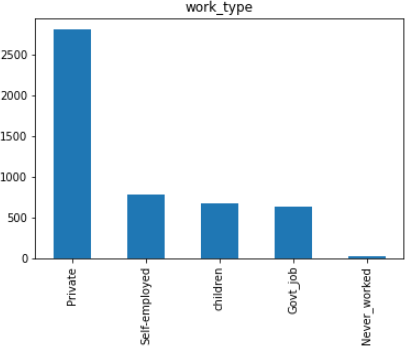 work_type
2500
2000
1500
1000
500
0
Private
Self-employed
children
Govt_job
Never_worked